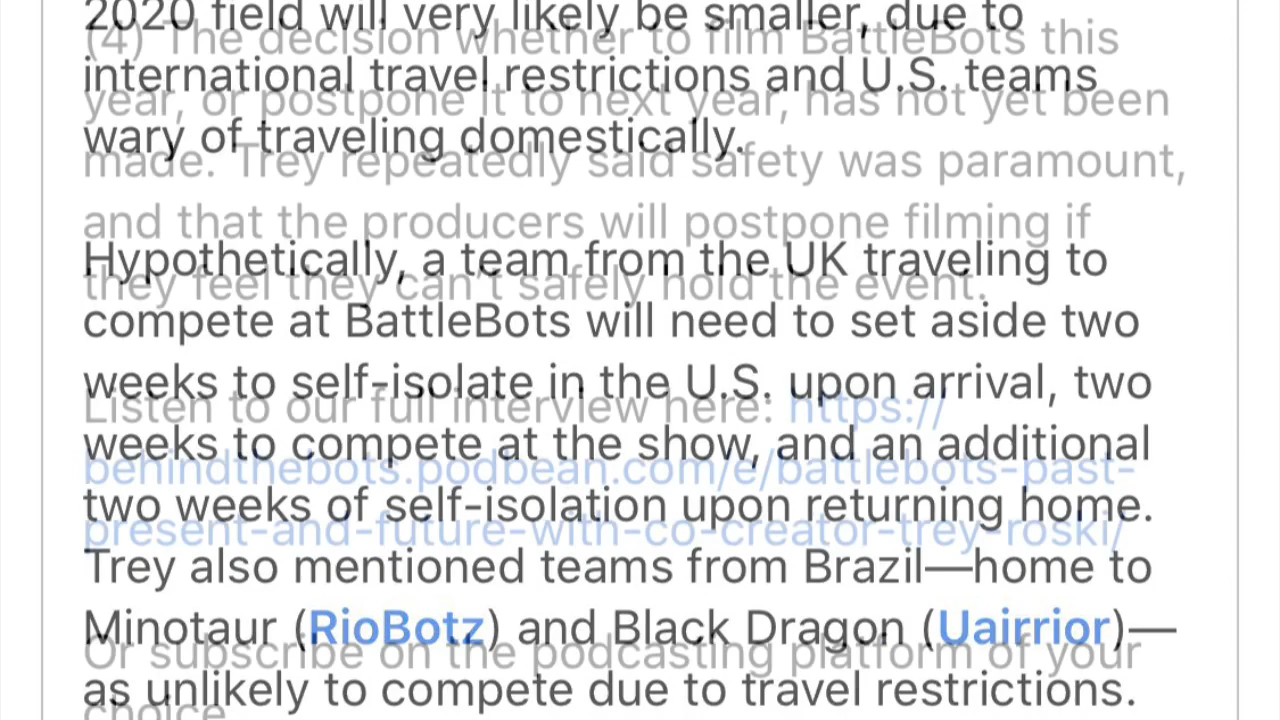 2020 field will very likely be smaller, due to
international travel restrictions and U.S. teams
wary of traveling domestically.
Hypothetically, a team from the UK traveling to
compete at BattleBots will need to set aside two
weeks to self-isolate in the U.S. upon arrival, two
weeks to compete at the show, and an additional
two weeks of self-isolation upon returning home.
Trey also mentioned teams from Brazil—home to
Minotaur (RioBotz) and Black Dragon (Uairrior)—
as unlikely to compete due to travel restrictions.
(4) The decision whether to film BattleBots this
year, or postpone it to next year, has not yet been
made. Trey repeatedly said safety was paramount,
and that the producers will postpone filming if
they feel they can't safely hold the event.
Listen to our full interview here: https://
behindthebots.podbean.com/e/battlebots-past-
present-and-future-with-co-creator-trey-roski/
Or subscribe on the podcasting platform of your
choice